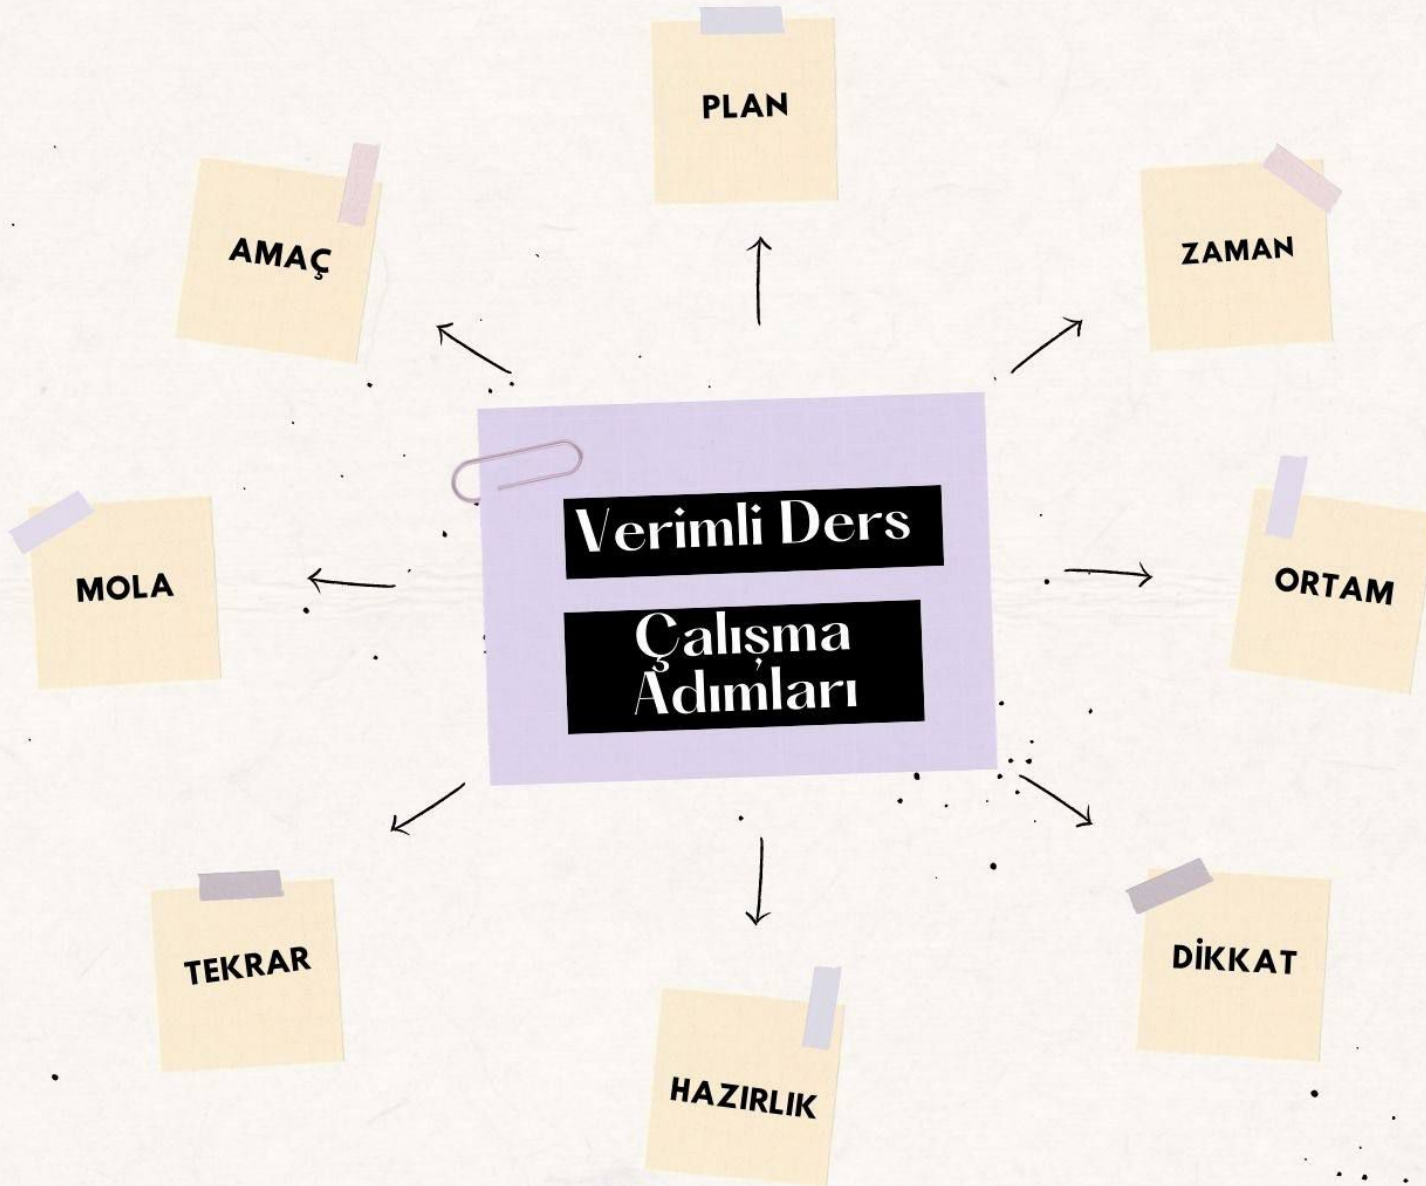 PLAN
AMAÇ
ZAMAN
Verimli Ders
Çalışma
Adımları
MOLA
ORTAM
TEKRAR
DİKKAT
HAZIRLIK